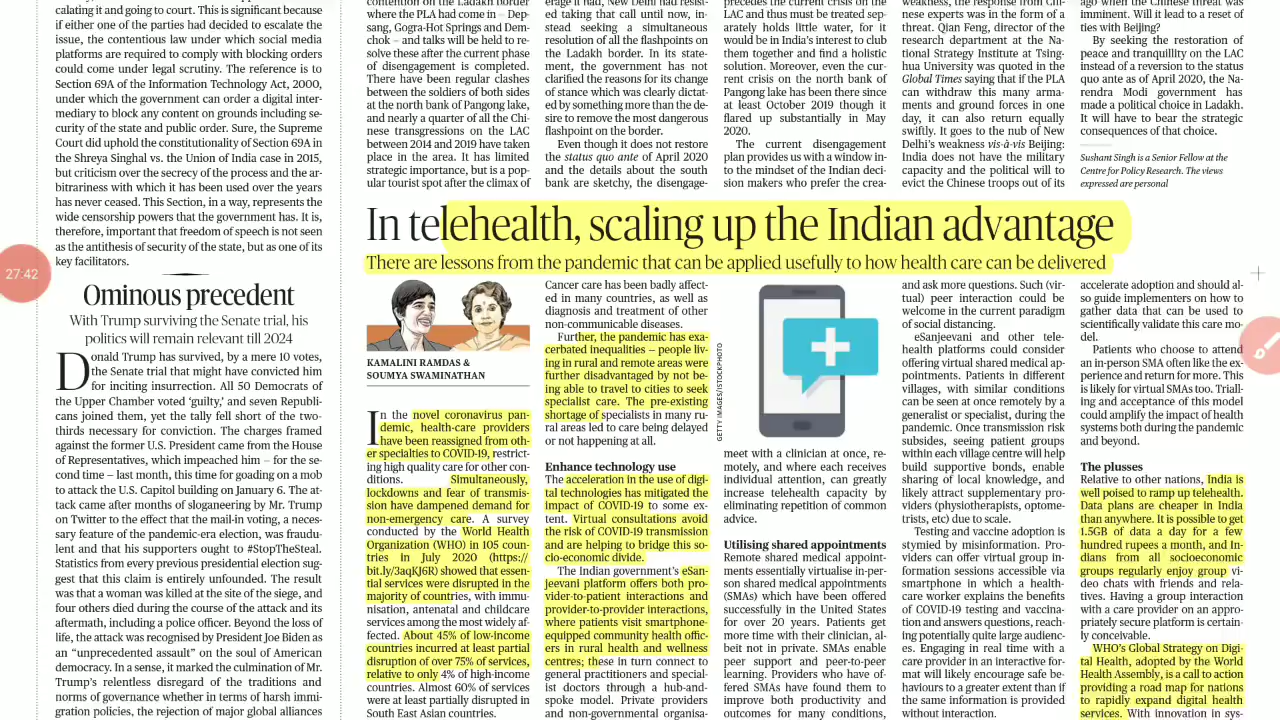 calating it and going to court. This is significant because
if either one of the parties had decided to escalate the
issue, the contentious law under which social media
platforms are required to comply with blocking orders
could come under legal scrutiny. The reference is to
Section 69A of the Information Technology Act, 2000,
under which the government can order a digital inter-
mediary to block any content on grounds including se-
curity of the state and public order. Sure, the Supreme
Court did uphold the constitutionality of Section 69A in
the Shreya Singhal vs. the Union of India case in 2015,
but criticism over the secrecy of the process and the ar-
bitrariness with which it has been used over the years
has never ceased. This Section, in a way, represents the
wide censorship powers that the government has. It is,
therefore, important that freedom of speech is not seen
as the antithesis of security of the state, but as one of its
key facilitators.
27:42
Ominous precedent
With Trump surviving the Senate trial, his
politics will remain relevant till 2024
Donald Trump has survived, by a mere 10 votes,
the Senate trial that might have convicted him
for inciting insurrection. All 50 Democrats of
the Upper Chamber voted ‘guilty,’ and seven Republi-
cans joined them, yet the tally fell short of the two-
thirds necessary for conviction. The charges framed
against the former U.S. President came from the House
of Representatives, which impeached him – for the se-
cond time – last month, this time for goading on a mob
to attack the U.S. Capitol building on January 6. The at-
tack came after months of sloganeering by Mr. Trump
on Twitter to the effect that the mail-in voting, a neces-
sary feature of the pandemic-era election, was fraudu-
lent and that his supporters ought to #StopTheSteal.
Statistics from every previous presidential election sug-
gest that this claim is entirely unfounded. The result
was that a woman was killed at the site of the siege, and
four others died during the course of the attack and its
aftermath, including a police officer. Beyond the loss of
life, the attack was recognised by President Joe Biden as
an “unprecedented assault” on the soul of American
democracy. In a sense, it marked the culmination of Mr.
Trump’s relentless disregard of the traditions and
norms of governance whether in terms of harsh immi-
gration policies, the rejection of major global alliances
contention on the Ladakh border
where the PLA had come in – Dep-
sang, Gogra-Hot Springs and Dem-
chok – and talks will be held to re-
solve these after the current phase
of disengagement is completed.
There have been regular clashes
between the soldiers of both sides
at the north bank of Pangong lake,
and nearly a quarter of all the Chi-
nese transgressions on the LAC
between 2014 and 2019 have taken
place in the area. It has limited
strategic importance, but is a pop-
ular tourist spot after the climax of
erage it had, New Delhi had resist-
ed taking that call until now, in-
stead seeking a simultaneous
resolution of all the flashpoints on
the Ladakh border. In its state-
ment, the government has not
clarified the reasons for its change
of stance which was clearly dictat-
ed by something more than the de-
sire to remove the most dangerous
flashpoint on the border.
Even though it does not restore
the status quo ante of April 2020
and the details about the south
bank are sketchy, the disengage-
precedes the current crisis on the
LAC and thus must be treated sep-
arately holds little water, for it
would be in India’s interest to club
them together and find a holistic
solution. Moreover, even the cur-
rent crisis on the north bank of
Pangong lake has been there since
at least October 2019 though it
flared up substantially in May
2020.
The current disengagement
plan provides us with a window in-
to the mindset of the Indian deci-
sion makers who prefer the crea-
weakness, the response from Chi-
nese experts was in the form of a
threat. Qian Feng, director of the
research department at the Na-
tional Strategy Institute at Tsing-
hua University was quoted in the
Global Times saying that if the PLA
can withdraw this many arma-
ments and ground forces in one
day, it can also return equally
swiftly. It goes to the nub of New
Delhi’s weakness vis-à-vis Beijing:
India does not have the military
capacity and the political will to
evict the Chinese troops out of its
ago when the Chinese threat was
imminent. Will it lead to a reset of
ties with Beijing?
By seeking the restoration of
peace and tranquillity on the LAC
instead of a reversion to the status
quo ante as of April 2020, the Na-
rendra Modi government has
made a political choice in Ladakh.
It will have to bear the strategic
consequences of that choice.
Sushant Singh is a Senior Fellow at the
Centre for Policy Research. The views
expressed are personal
In telehealth, scaling up the Indian advantage
There are lessons from the pandemic that can be applied usefully to how health care can be delivered
KAMALINI RAMDAS &
SOUMYA SWAMINATHAN
In the novel coronavirus pan-
demic, health-care providers
have been reassigned from oth-
er specialties to COVID-19, restrict-
ing high quality care for other con-
ditions. Simultaneously,
lockdowns and fear of transmis-
sion have dampened demand for
non-emergency care. A survey
conducted by the World Health
Organization (WHO) in 105 coun-
tries in July 2020 (https://
bit.ly/3aqKJ6R) showed that essen-
tial services were disrupted in the
majority of countries, with immu-
nisation, antenatal and childcare
services among the most widely af-
fected. About 45% of low-income
countries incurred at least partial
disruption of over 75% of services,
relative to only 4% of high-income
countries. Almost 60% of services
were at least partially disrupted in
South East Asian countries.
Cancer care has been badly affect-
ed in many countries, as well as
diagnosis and treatment of other
non-communicable diseases.
Further, the pandemic has exa-
cerbated inequalities – people liv-
ing in rural and remote areas were
further disadvantaged by not be-
ing able to travel to cities to seek
specialist care. The pre-existing
shortage of specialists in many ru-
ral areas led to care being delayed
or not happening at all.
Enhance technology use
The acceleration in the use of digi-
tal technologies has mitigated the
impact of COVID-19 to some ex-
tent. Virtual consultations avoid
the risk of COVID-19 transmission
and are helping to bridge this so-
cio-economic divide.
The Indian government’s eSan-
jeevani platform offers both pro-
vider-to-patient interactions and
provider-to-provider interactions,
where patients visit smartphone-
equipped community health offic-
ers in rural health and wellness
centres; these in turn connect to
general practitioners and special-
ist doctors through a hub-and-
spoke model. Private providers
and non-governmental organisa-
GETTY IMAGES/ISTOCKPHOTO
meet with a clinician at once, re-
motely, and where each receives
individual attention, can greatly
increase telehealth capacity by
eliminating repetition of common
advice.
Utilising shared appointments
Remote shared medical appoint-
ments essentially virtualise in-per-
son shared medical appointments
(SMAs) which have been offered
successfully in the United States
for over 20 years. Patients get
more time with their clinician, al-
beit not in private. SMAs enable
peer support and peer-to-peer
learning. Providers who have of-
fered SMAs have found them to
improve both productivity and
outcomes for many conditions,
and ask more questions. Such (vir-
tual) peer interaction could be
welcome in the current paradigm
of social distancing.
eSanjeevani and other tele-
health platforms could consider
offering virtual shared medical ap-
pointments. Patients in different
villages, with similar conditions
can be seen at once remotely by a
generalist or specialist, during the
pandemic. Once transmission risk
subsides, seeing patient groups
within each village centre will help
build supportive bonds, enable
sharing of local knowledge, and
likely attract supplementary pro-
viders (physiotherapists, optome-
trists, etc) due to scale.
Testing and vaccine adoption is
stymied by misinformation. Pro-
viders can offer virtual group in-
formation sessions accessible via
smartphone in which a health-
care worker explains the benefits
of COVID-19 testing and vaccina-
tion and answers questions, reach-
ing potentially quite large audienc-
es. Engaging in real time with a
care provider in an interactive for-
mat will likely encourage safe be-
haviours to a greater extent than if
the same information is provided
without interaction.
accelerate adoption and should al-
so guide implementers on how to
gather data that can be used to
scientifically validate this care mo-
del.
Patients who choose to attend
an in-person SMA often like the ex-
perience and return for more. This
is likely for virtual SMAs too. Triall-
ing and acceptance of this model
could amplify the impact of health
systems both during the pandemic
and beyond.
The plusses
Relative to other nations, India is
well poised to ramp up telehealth.
Data plans are cheaper in India
than anywhere. It is possible to get
1.5GB of data a day for a few
hundred rupees a month, and In-
dians from all socioeconomic
groups regularly enjoy group vi-
deo chats with friends and rela-
tives. Having a group interaction
with a care provider on an appro-
priately secure platform is certain-
ly conceivable.
WHO’s Global Strategy on Digi-
tal Health, adopted by the World
Health Assembly, is a call to action
providing a road map for nations
to rapidly expand digital health
services. With innovation in sys-